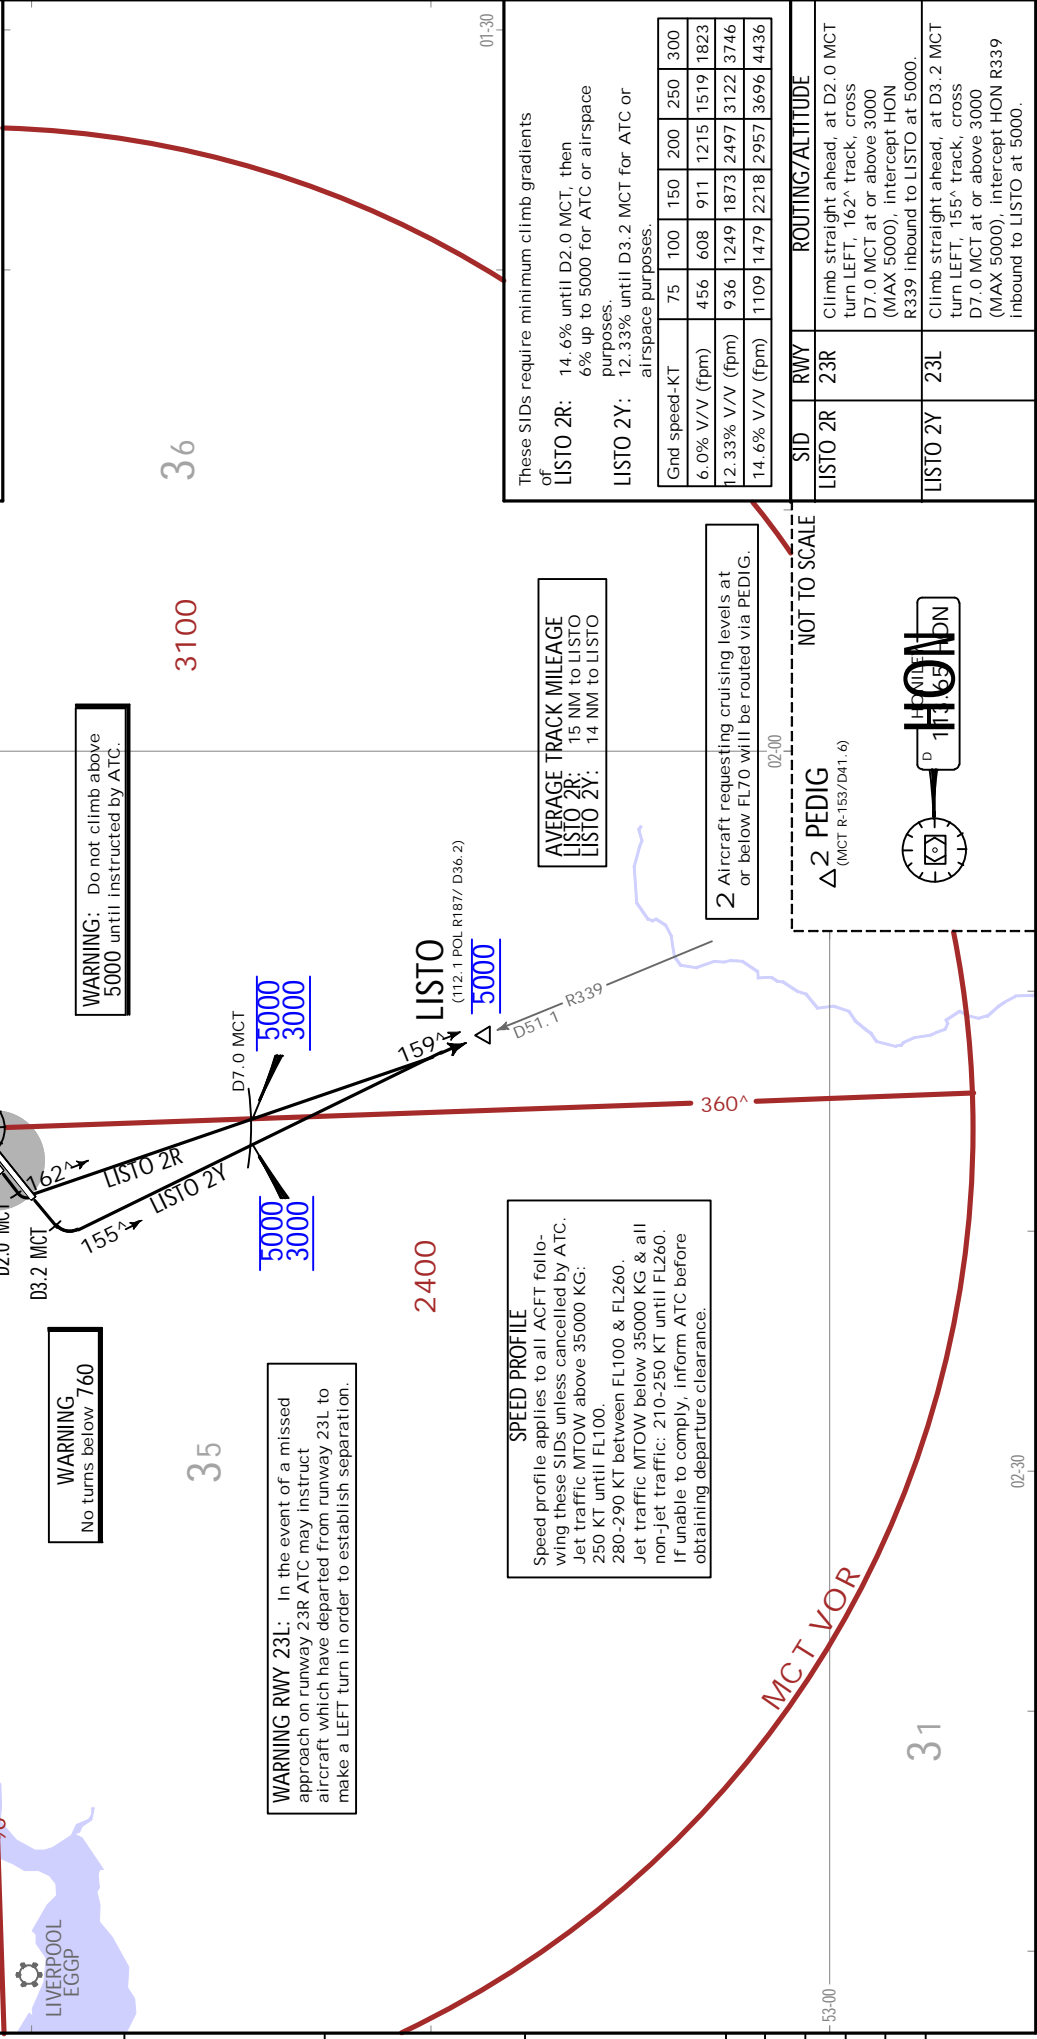 LIVERPOOL
EGGP
WARNING
No turns below 760
D2.0 MCT
D3.2 MCT
162^
155^
LISTO 2R
LISTO 2Y
WARNING: Do not climb above
5000 until instructed by ATC.
35
3100
36
01-30
WARNING RWY 23L: In the event of a missed
approach on runway 23R ATC may instruct
aircraft which have departed from runway 23L to
make a LEFT turn in order to establish separation.
D7.0 MCT
5000
3000
5000
3000
2400
159^
LISTO
(112.1 POL R187/ D36.2)
5000
D51.1
R339
360^
SPEED PROFILE
Speed profile applies to all ACFT follo-
wing these SIDs unless cancelled by ATC.
Jet traffic MTOW above 35000 KG:
250 KT until FL100.
280-290 KT between FL100 & FL260.
Jet traffic MTOW below 35000 KG & all
non-jet traffic: 210-250 KT until FL260.
If unable to comply, inform ATC before
obtaining departure clearance.
AVERAGE TRACK MILEAGE
LISTO 2R: 15 NM to LISTO
LISTO 2Y: 14 NM to LISTO
These SIDs require minimum climb gradients
of
LISTO 2R: 14.6% until D2.0 MCT, then
6% up to 5000 for ATC or airspace
purposes.
LISTO 2Y: 12.33% until D3.2 MCT for ATC or
airspace purposes.
Gnd speed-KT 75 100 150 200 250 300
6.0% V/V (fpm) 456 608 911 1215 1519 1823
12.33% V/V (fpm) 936 1249 1873 2497 3122 3746
14.6% V/V (fpm) 1109 1479 2218 2957 3696 4436
2 Aircraft requesting cruising levels at
or below FL70 will be routed via PEDIG.
02-00
MCT VOR
31
53-00
02-30
NOT TO SCALE
2 PEDIG
(MCT R-153/D41.6)
D
HON
SID RWY ROUTING/ALTITUDE
LISTO 2R 23R Climb straight ahead, at D2.0 MCT
turn LEFT, 162^ track, cross
D7.0 MCT at or above 3000
(MAX 5000), intercept HON
R339 inbound to LISTO at 5000.
LISTO 2Y 23L Climb straight ahead, at D3.2 MCT
turn LEFT, 155^ track, cross
D7.0 MCT at or above 3000
(MAX 5000), intercept HON R339
inbound to LISTO at 5000.